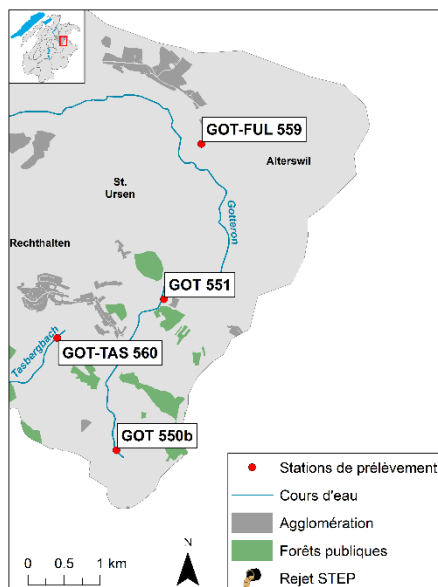 GOT-FUL 559
Alterswil
St.
Ursen
Gotteron
Rechthalten
GOT 551
GOT-TAS 560
Tasbergbach
GOT 550b
N
0 0.5 1 km
Stations de prélèvement
Cours d'eau
Agglomération
Forêts publiques
Rejet STEP